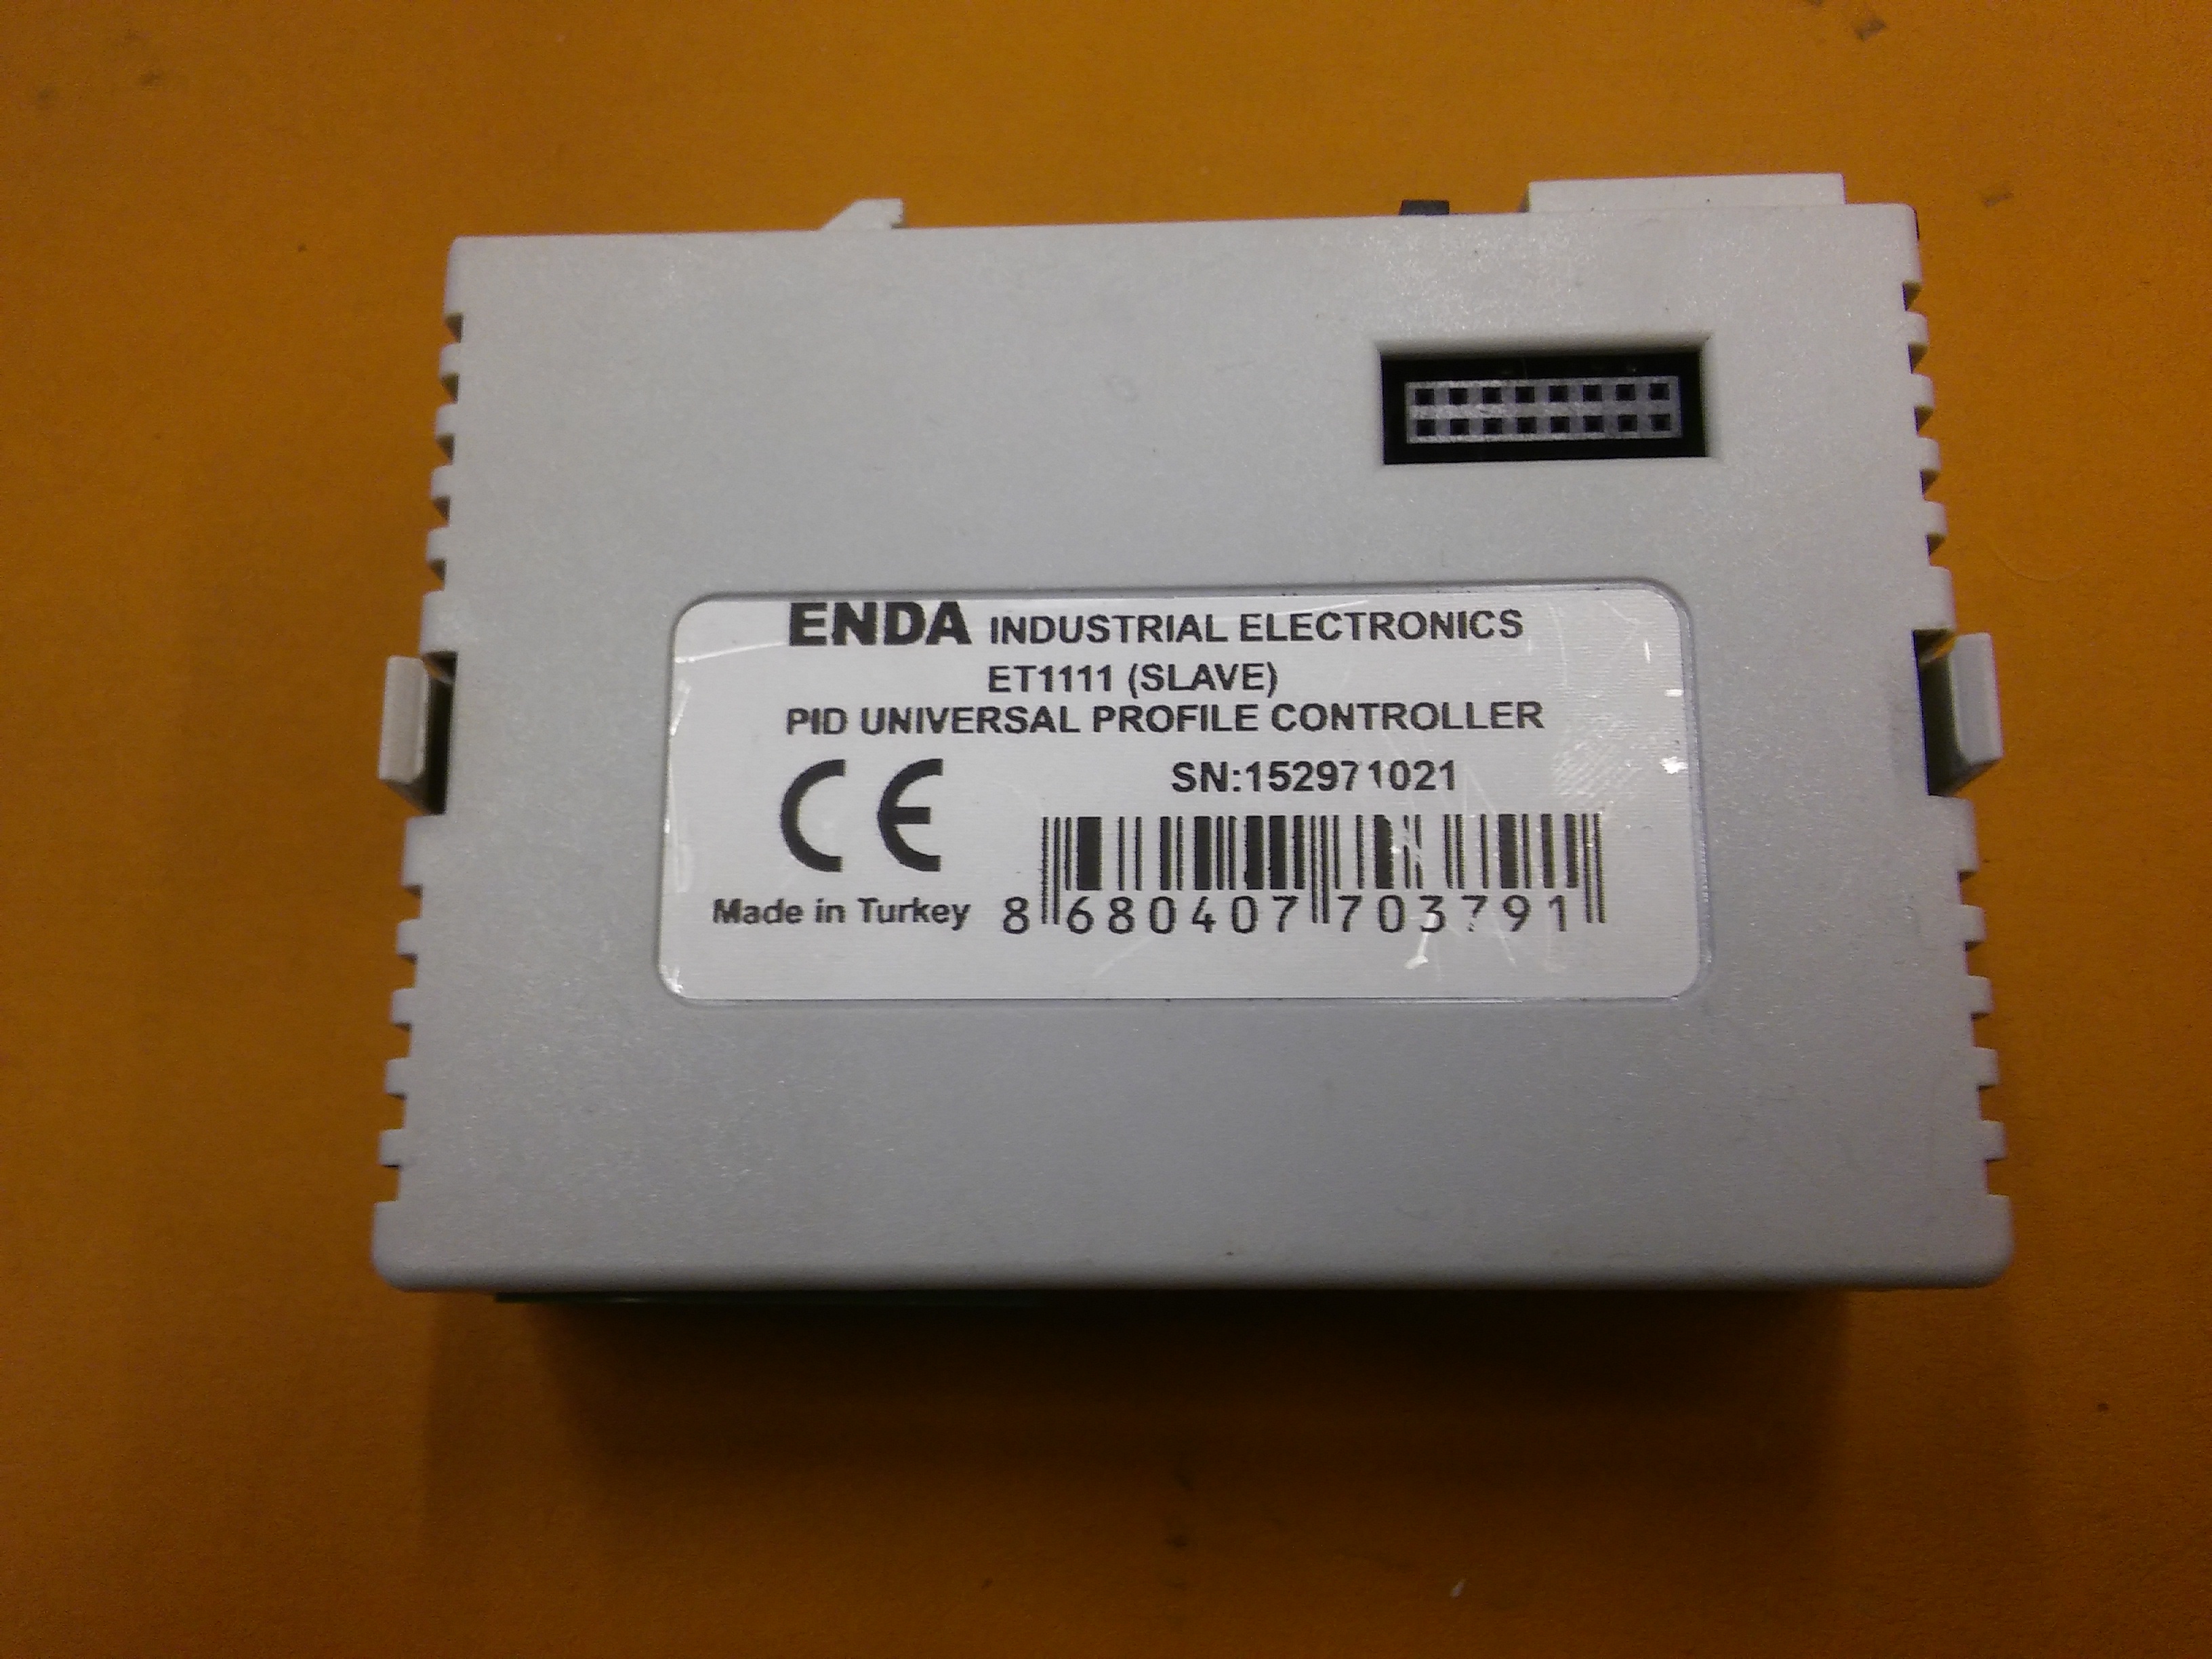 ENDA INDUSTRIAL ELECTRONICS
ET1111 (SLAVE)
PID UNIVERSAL PROFILE CONTROLLER
CE
SN:152971021
Made in Turkey
8 680407 703791